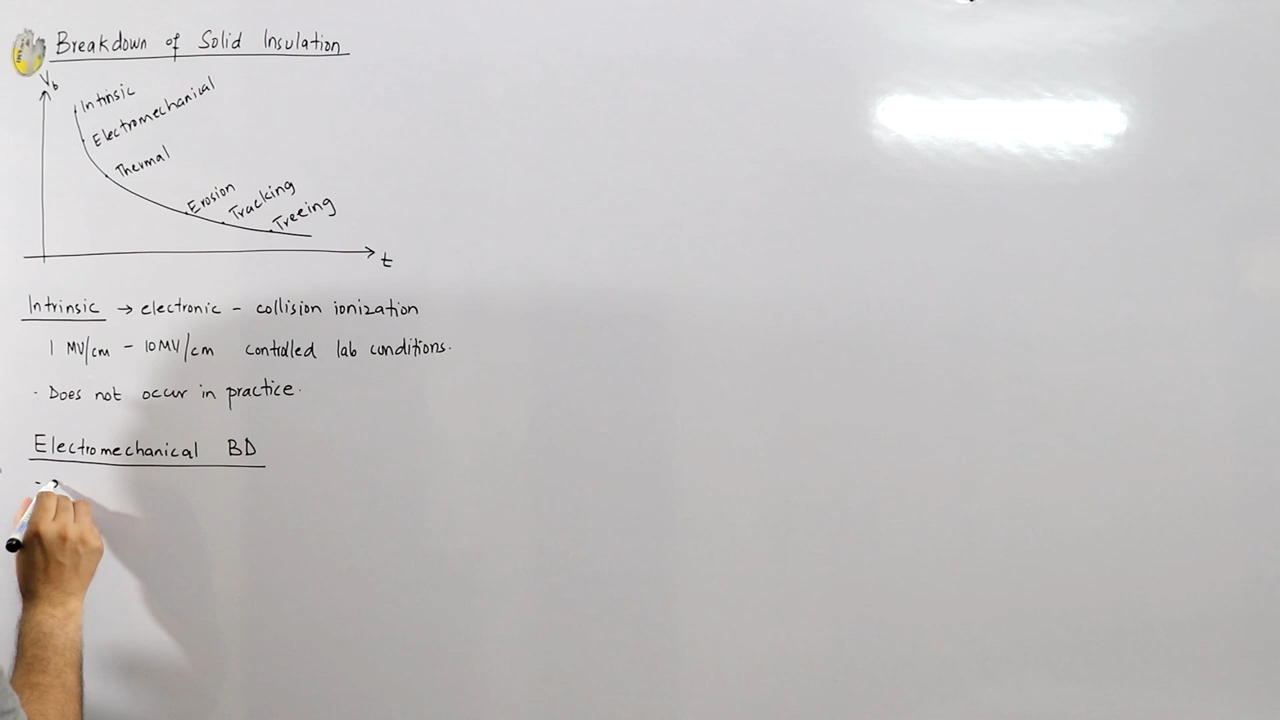 Breakdown of Solid Insulation
Vb
Intrinsic
Electromechanical
Thermal
Erosion
Tracking
Treeing
t
Intrinsic → electronic - collision ionization
1 MV/cm - 10MV/cm controlled lab conditions.
· Does not occur in practice.
Electromechanical BD
-